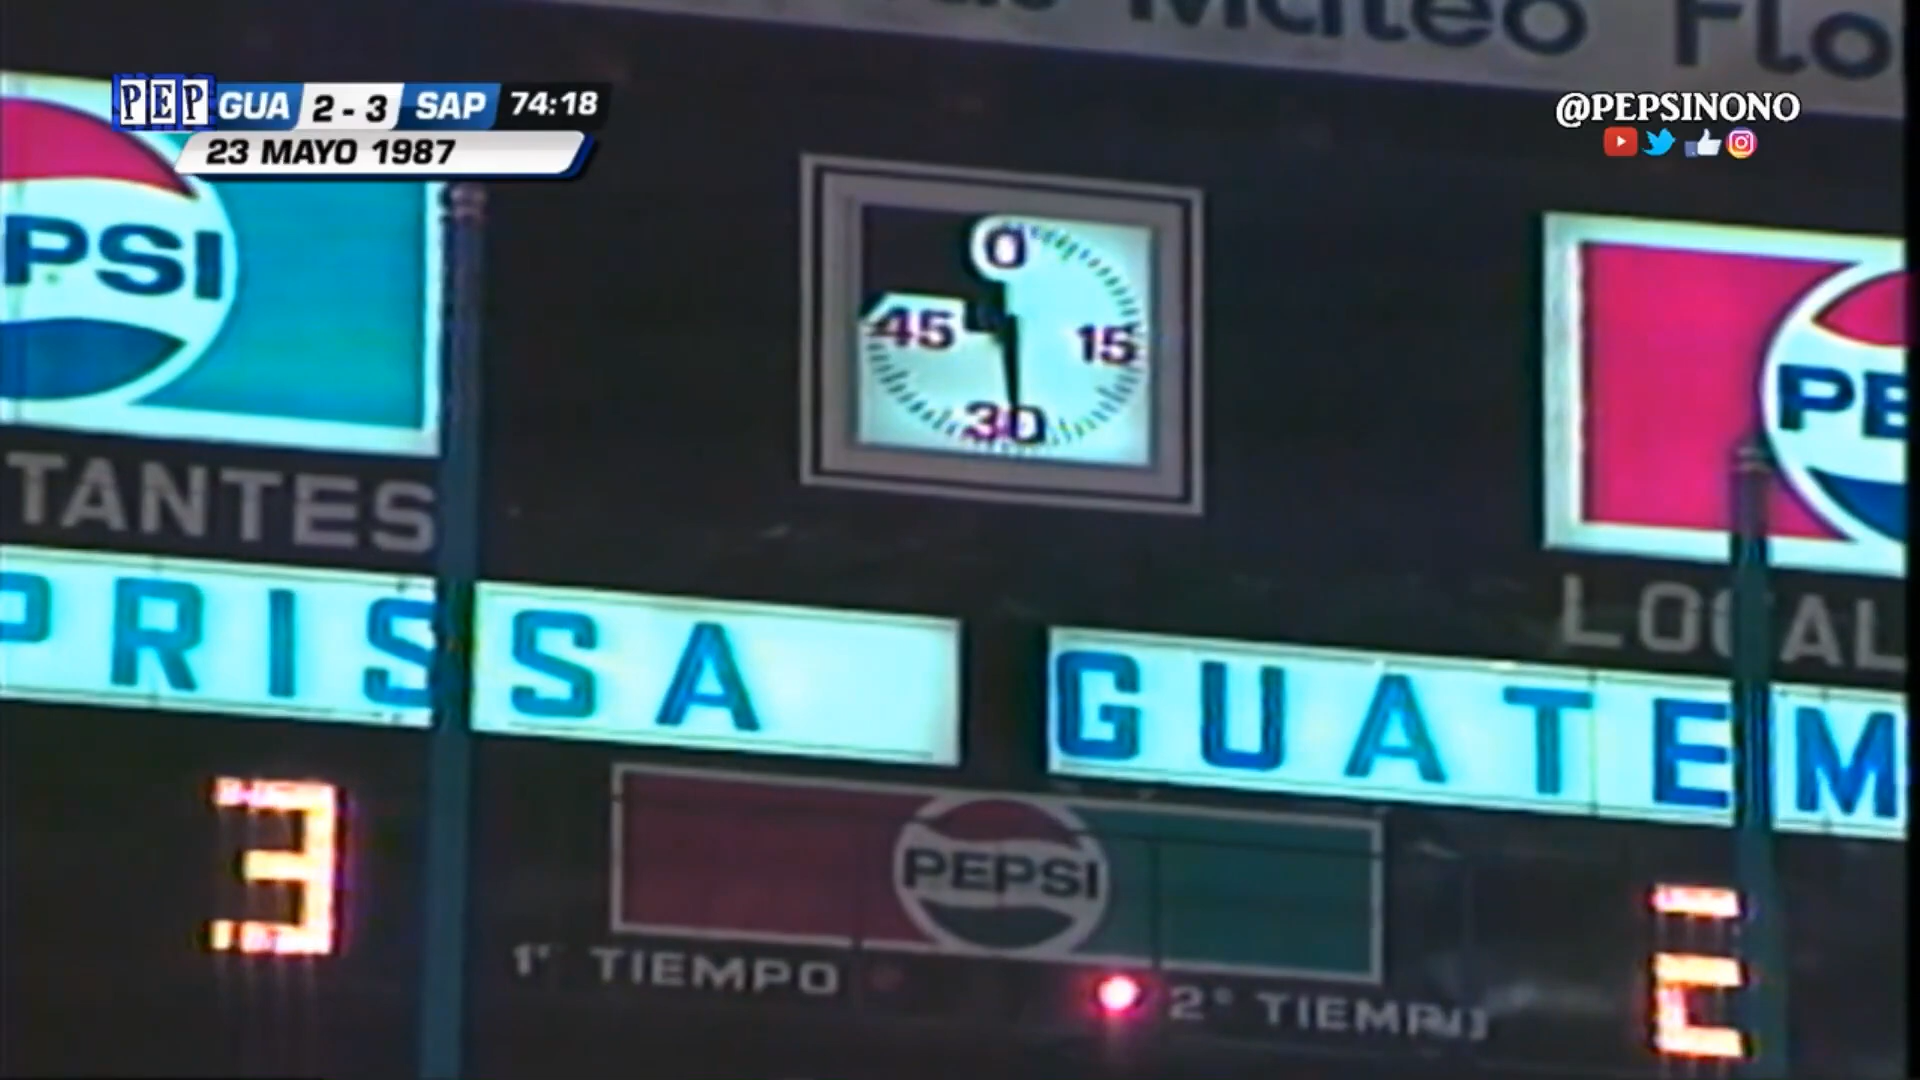 Mateo Flo
PEP GUA 2 - 3 SAP 74:18
23 MAYO 1987
@PEPSINONO
0
45
15
30
PSI
PE
TANTES
LOCAL
PRISSA
GUATEM
3
2
PEPSI
1° TIEMPO
2° TIEMPO